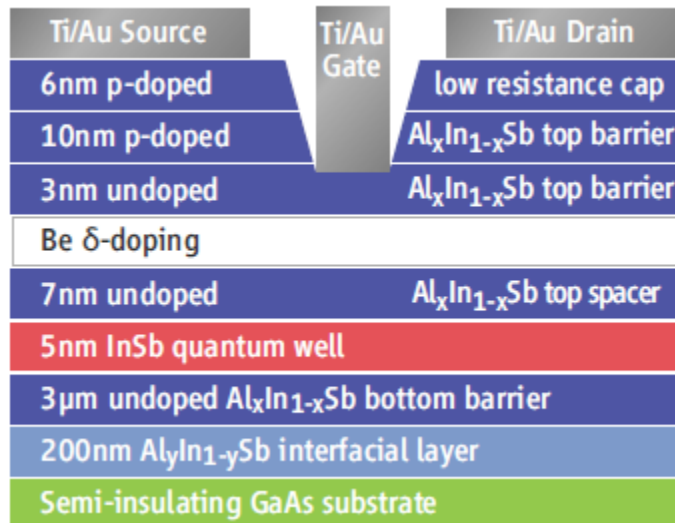 Ti/Au Source
Ti/Au
Gate
Ti/Au Drain
6nm p-doped low resistance cap
10nm p-doped AlxIn1-xSb top barrier
3nm undoped AlxIn1-xSb top barrier
Be δ-doping
7nm undoped AlxIn1-xSb top spacer
5nm InSb quantum well
3µm undoped AlxIn1-xSb bottom barrier
200nm AlyIn1-ySb interfacial layer
Semi-insulating GaAs substrate